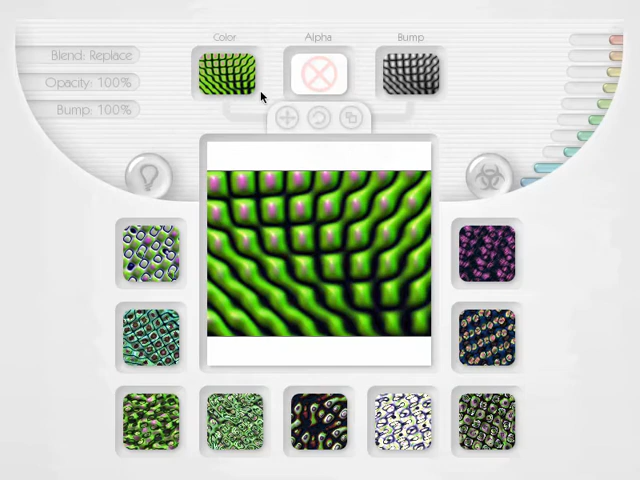 Color
Alpha
Bump
Blend: Replace
Opacity: 100%
Bump: 100%